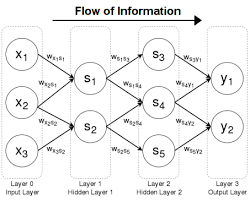 Flow of Information
x1
x2
x3
s1
s2
s3
s4
s5
y1
y2
wx1s1
wx2s1
wx2s2
wx3s2
ws1s3
ws1s4
ws2s4
ws2s5
ws3y1
ws4y1
ws4y2
ws5y2
Layer 0
Input Layer
Layer 1
Hidden Layer 1
Layer 2
Hidden Layer 2
Layer 3
Output Layer